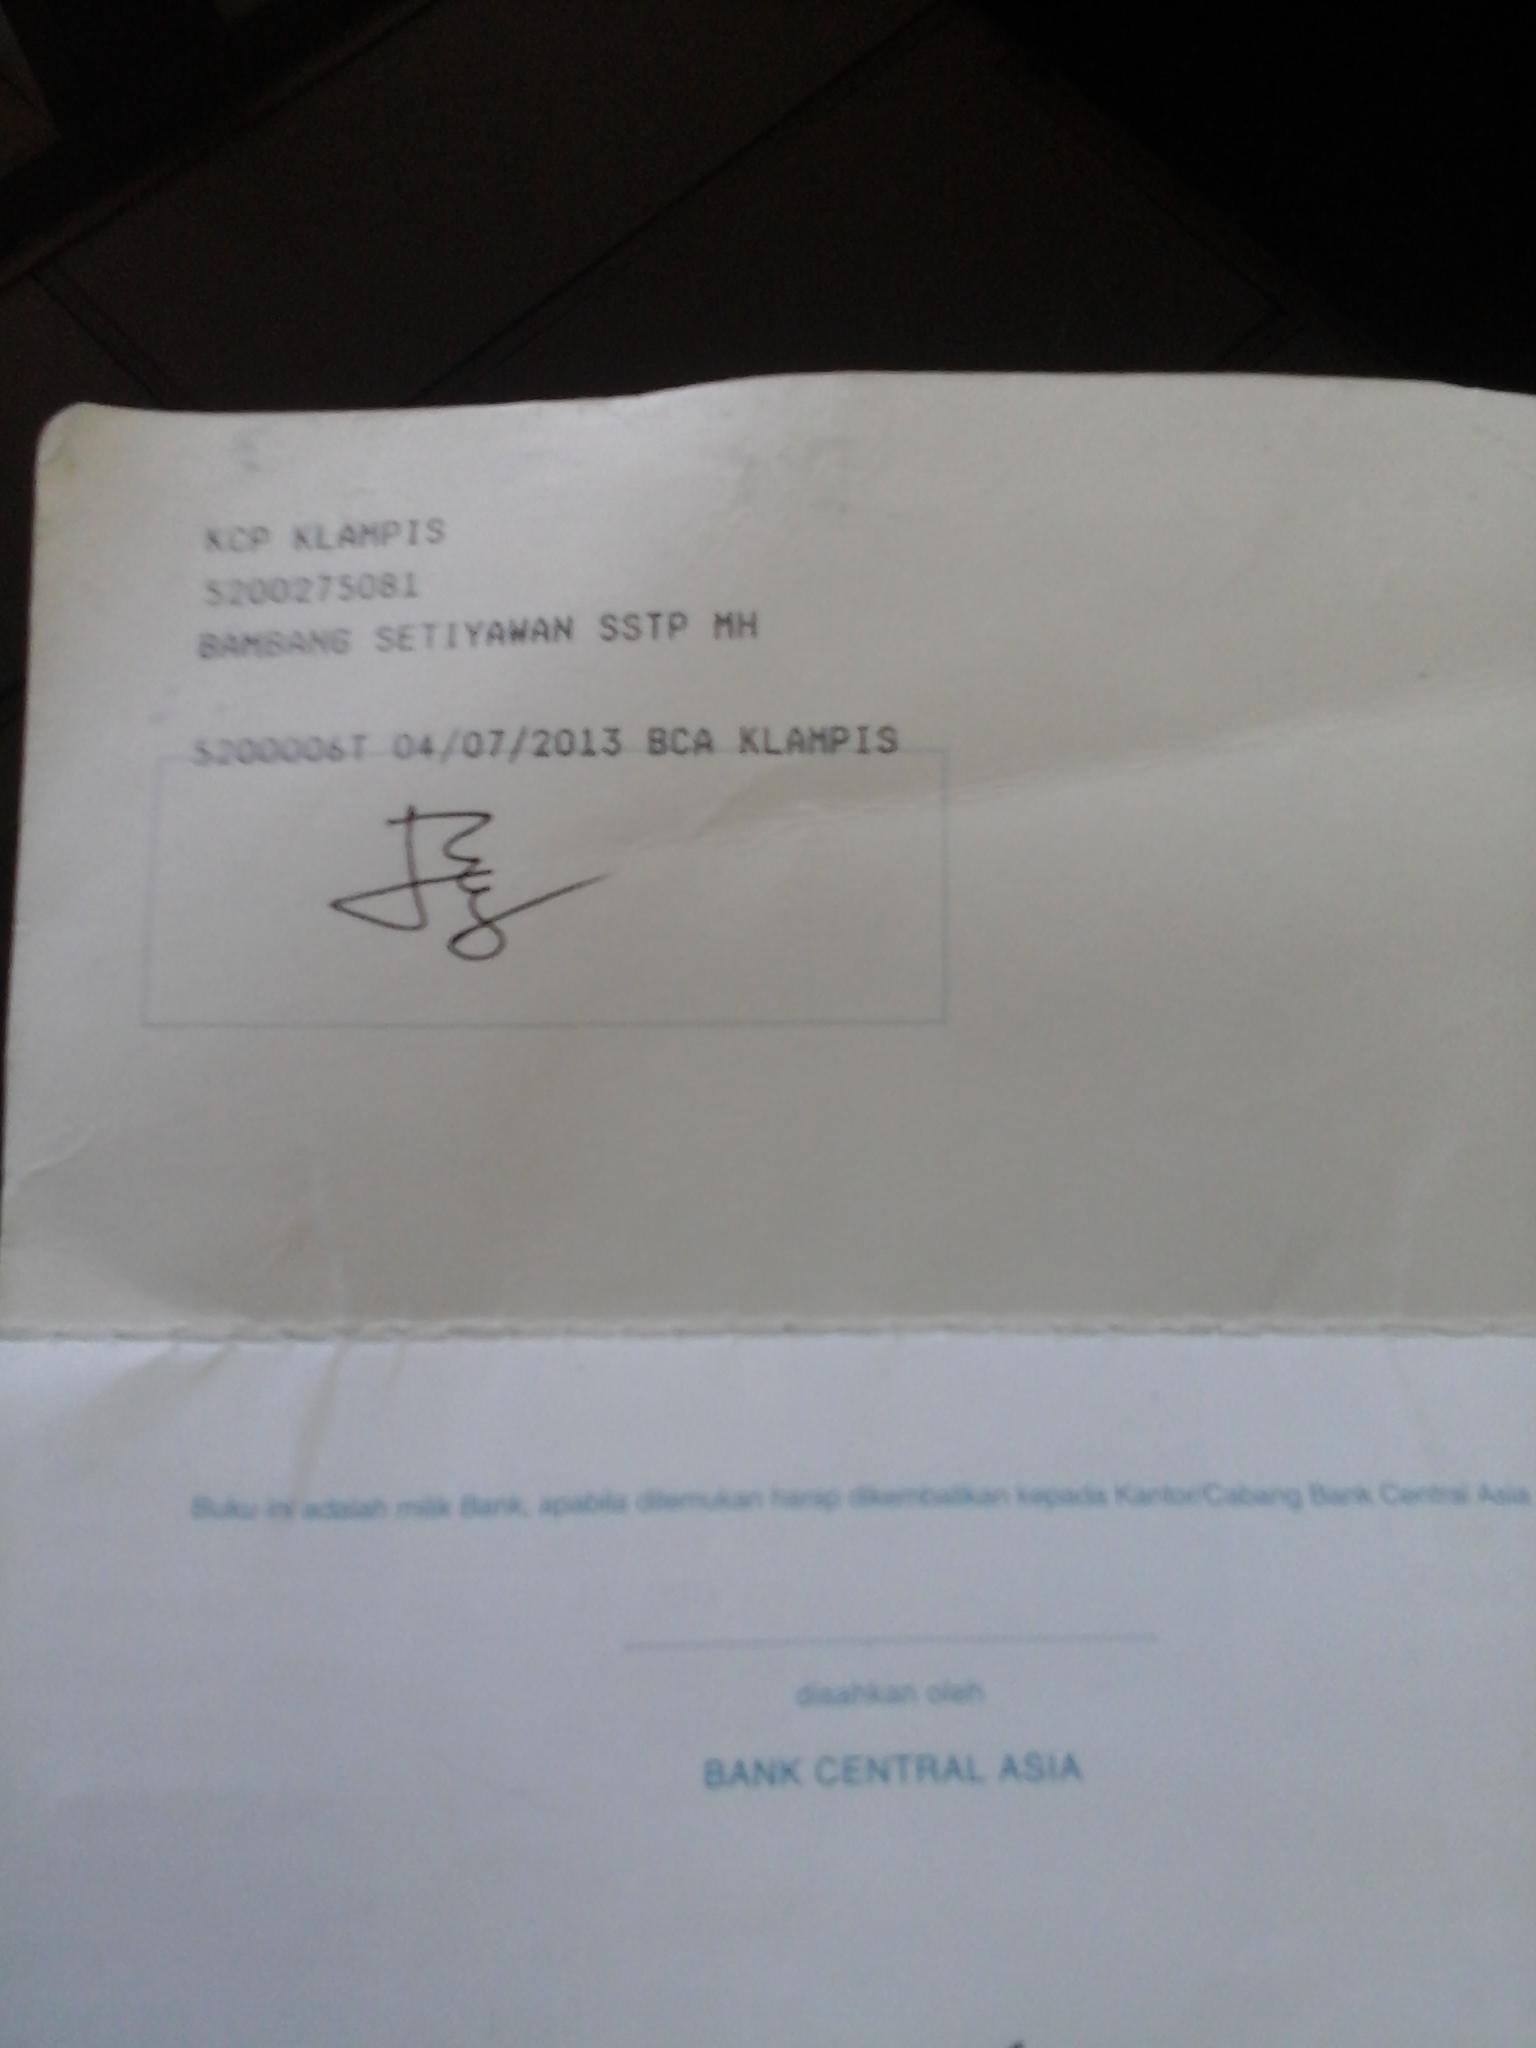 KCP KLAMPIS
5200275081
BAMBANG SETIYAWAN SSTP MH
5200006T 04/07/2013 BCA KLAMPIS
Buku ini adalah milik Bank, apabila ditemukan harap dikembalikan kepada Kantor/Cabang Bank Central Asia
disahkan oleh
BANK CENTRAL ASIA